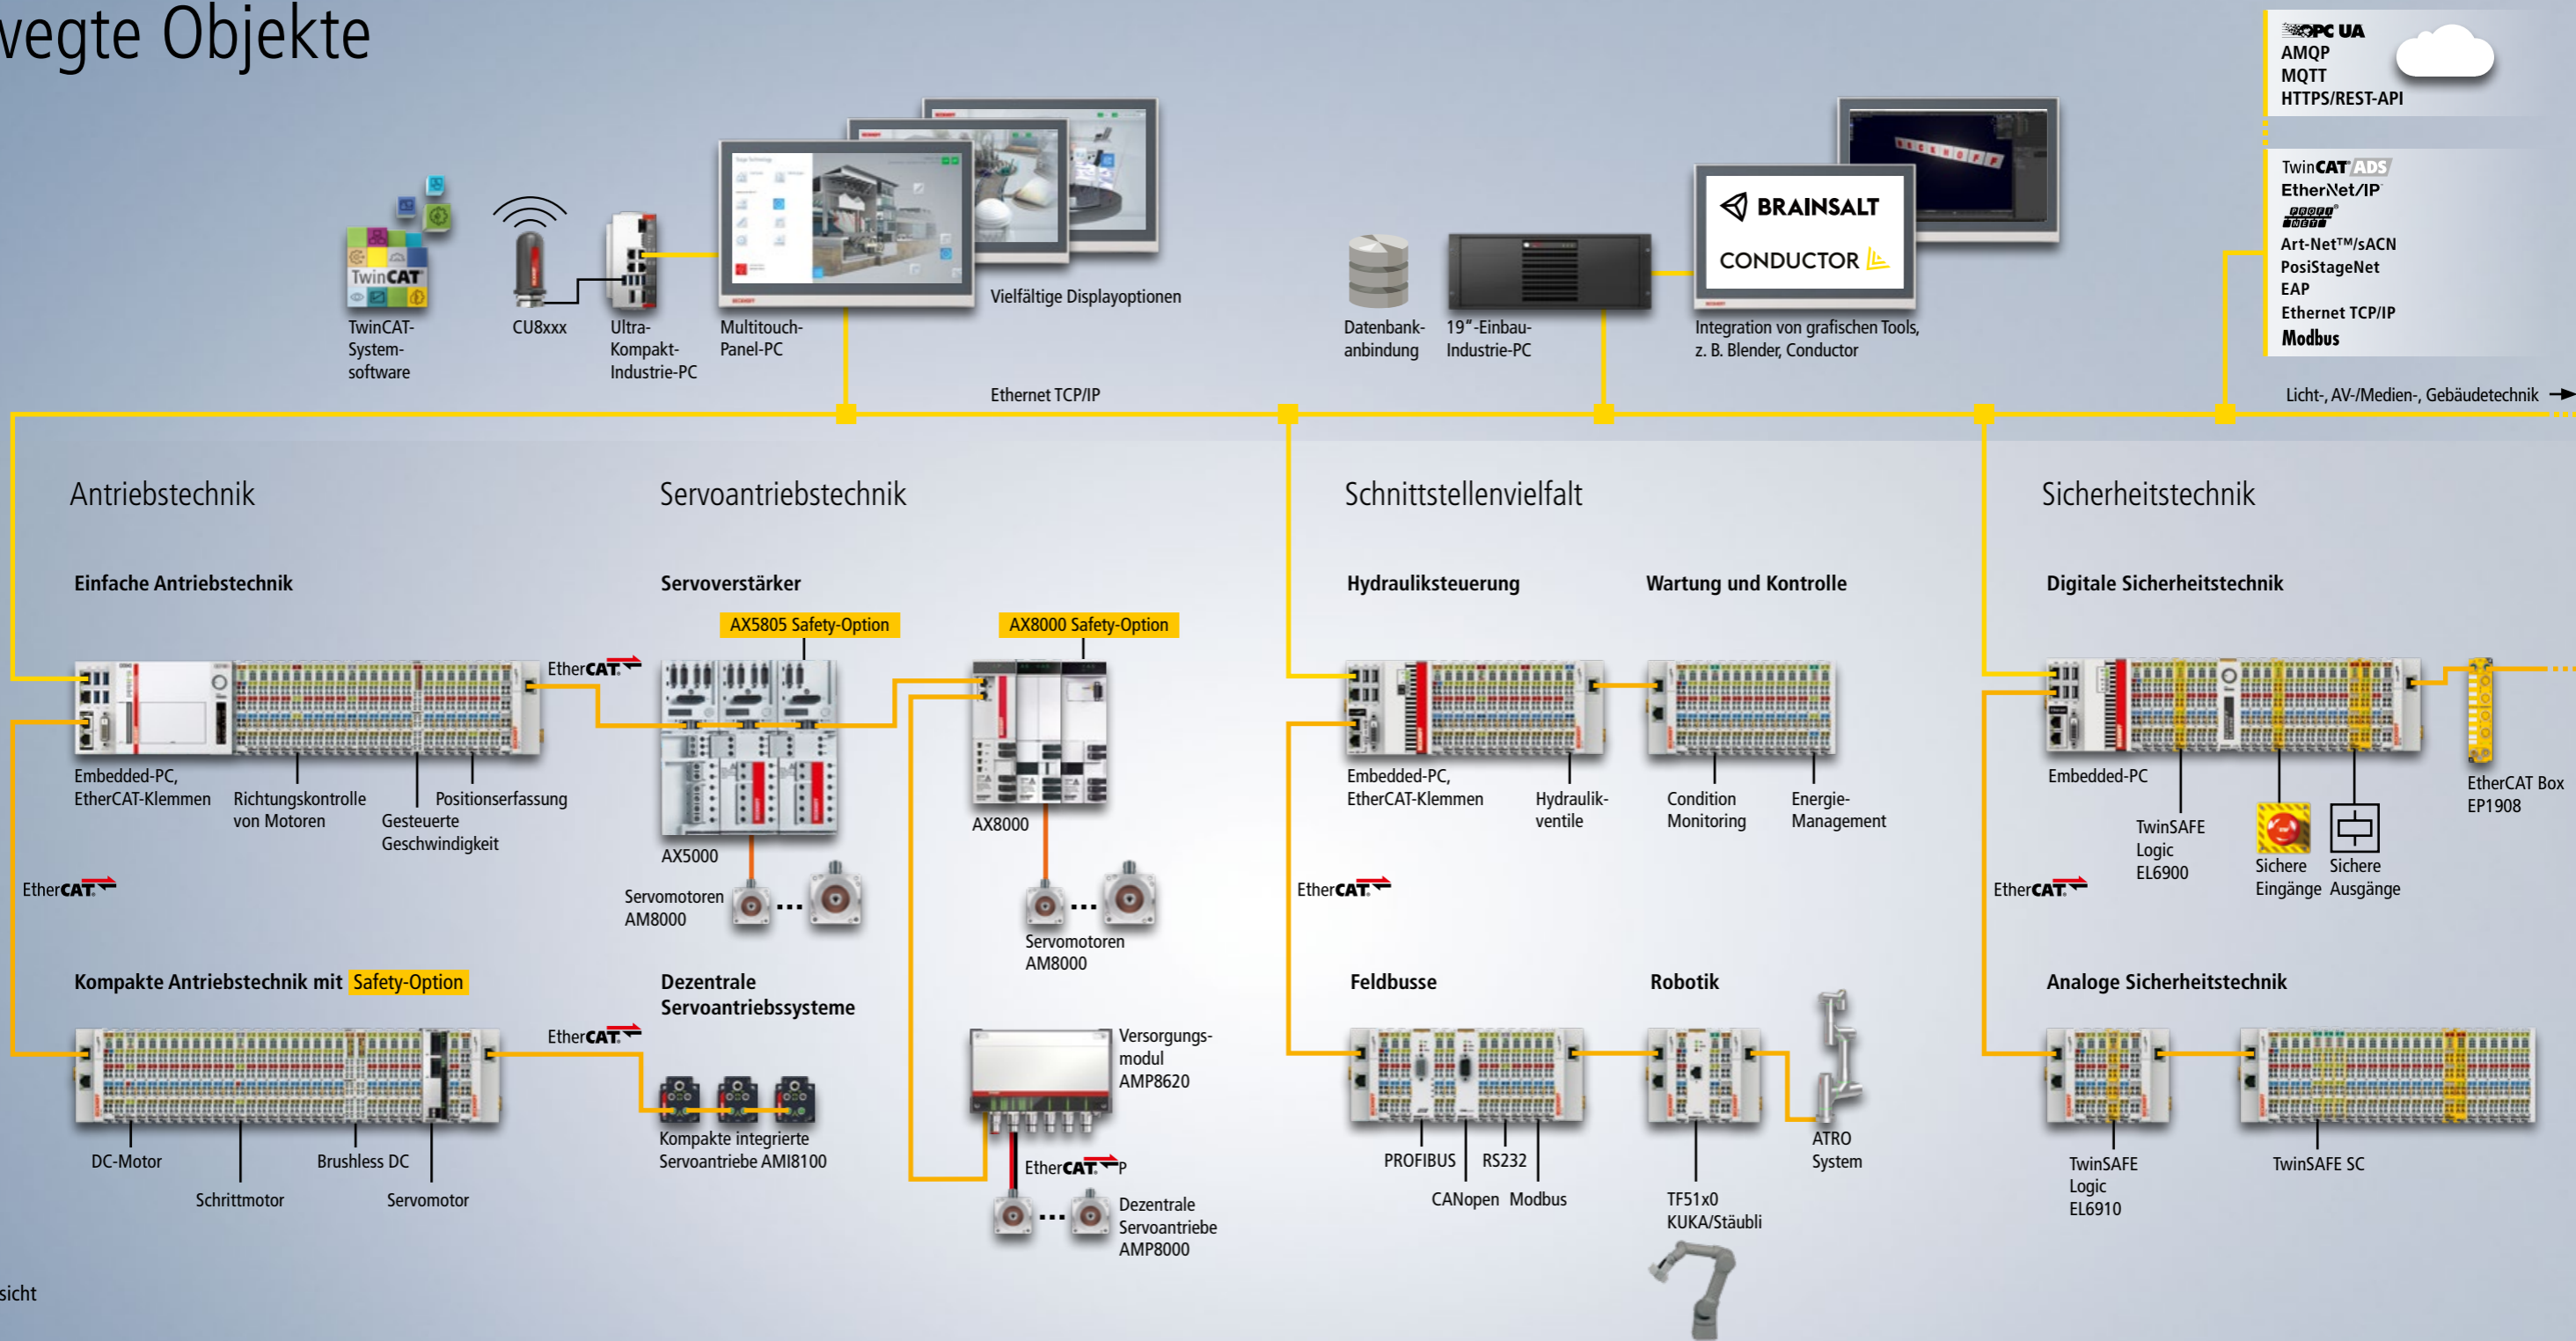 wegte Objekte
OPC UA
AMQP
MQTT
HTTPS/REST-API
TwinCAT ADS
EtherNet/IP
PROFI
NET
Art-Net™/sACN
PosiStageNet
EAP
Ethernet TCP/IP
Modbus
Licht-, AV-/Medien-, Gebäudetechnik
TwinCAT
TwinCAT-
System-
software
CU8xxx
Ultra-
Kompakt-
Industrie-PC
Multitouch-
Panel-PC
Vielfältige Displayoptionen
Datenbank-
anbindung
19“-Einbau-
Industrie-PC
BECKHOFF
BRAINSALT
CONDUCTOR
Integration von grafischen Tools,
z. B. Blender, Conductor
Ethernet TCP/IP
Antriebstechnik
Einfache Antriebstechnik
EtherCAT
Embedded-PC,
EtherCAT-Klemmen
Richtungskontrolle
von Motoren
Gesteuerte
Geschwindigkeit
Positionserfassung
EtherCAT
Kompakte Antriebstechnik mit Safety-Option
EtherCAT
DC-Motor
Schrittmotor
Brushless DC
Servomotor
Servoantriebstechnik
Servoverstärker
AX5805 Safety-Option
AX8000 Safety-Option
AX5000
Servomotoren
AM8000
AX8000
Servomotoren
AM8000
Dezentrale
Servoantriebssysteme
Kompakte integrierte
Servoantriebe AMI8100
Versorgungs-
modul
AMP8620
EtherCAT P
Dezentrale
Servoantriebe
AMP8000
Schnittstellenvielfalt
Hydrauliksteuerung
Embedded-PC,
EtherCAT-Klemmen
Hydraulik-
ventile
Wartung und Kontrolle
Condition
Monitoring
Energie-
Management
EtherCAT
Feldbusse
PROFIBUS
CANopen
RS232
Modbus
Robotik
TF51x0
KUKA/Stäubli
ATRO
System
Sicherheitstechnik
Digitale Sicherheitstechnik
Embedded-PC
TwinSAFE
Logic
EL6900
Sichere
Eingänge
Sichere
Ausgänge
EtherCAT Box
EP1908
EtherCAT
Analoge Sicherheitstechnik
TwinSAFE
Logic
EL6910
TwinSAFE SC
sicht